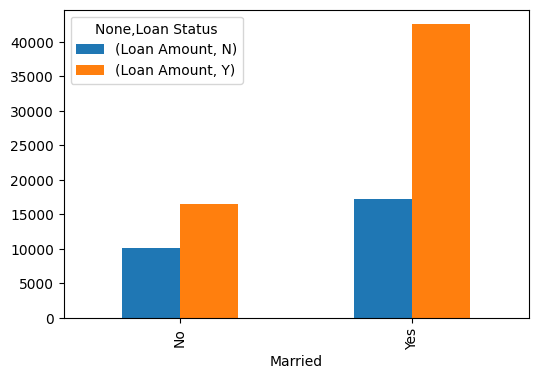 None,Loan Status
(Loan Amount, N)
(Loan Amount, Y)
40000
35000
30000
25000
20000
15000
10000
5000
0
No
Yes
Married